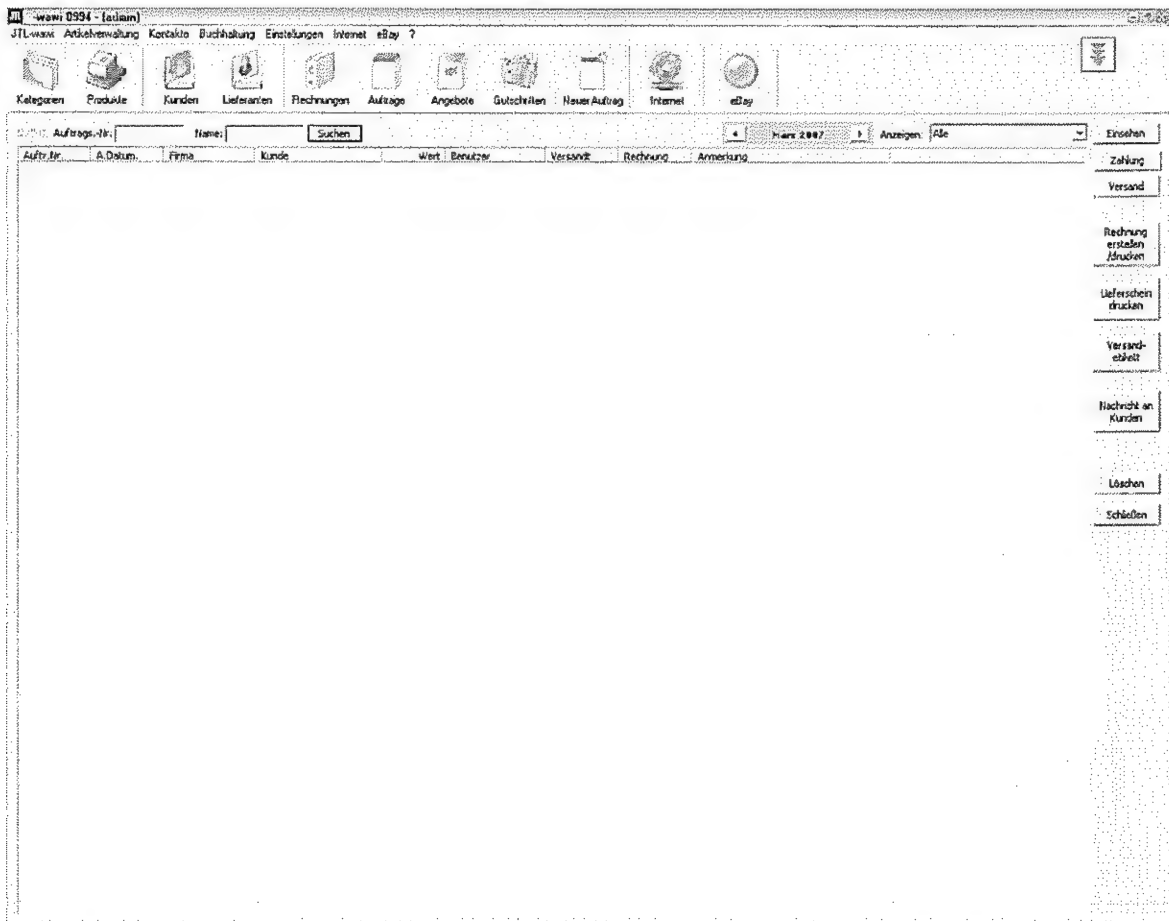 JTL -wawi 0994 - (admin)
JTL-wawi Artikelverwaltung Kontakte Buchhaltung Einstellungen Internet eBay ?
Kategorien Produkte Kunden Lieferanten Rechnungen Aufträge Angebote Gutschriften Neuer Auftrag Internet eBay
Auftrags.-Nr: Name: Suchen März 2007 Anzeigen: Alle Einsehen
Auftr.Nr. A.Datum. Firma Kunde Wert Benutzer Versandt Rechnung Anmerkung
Zahlung
Versand
Rechnung
erstellen
/drucken
Lieferschein
drucken
Versand-
etikett
Nachricht an
Kunden
Löschen
Schließen